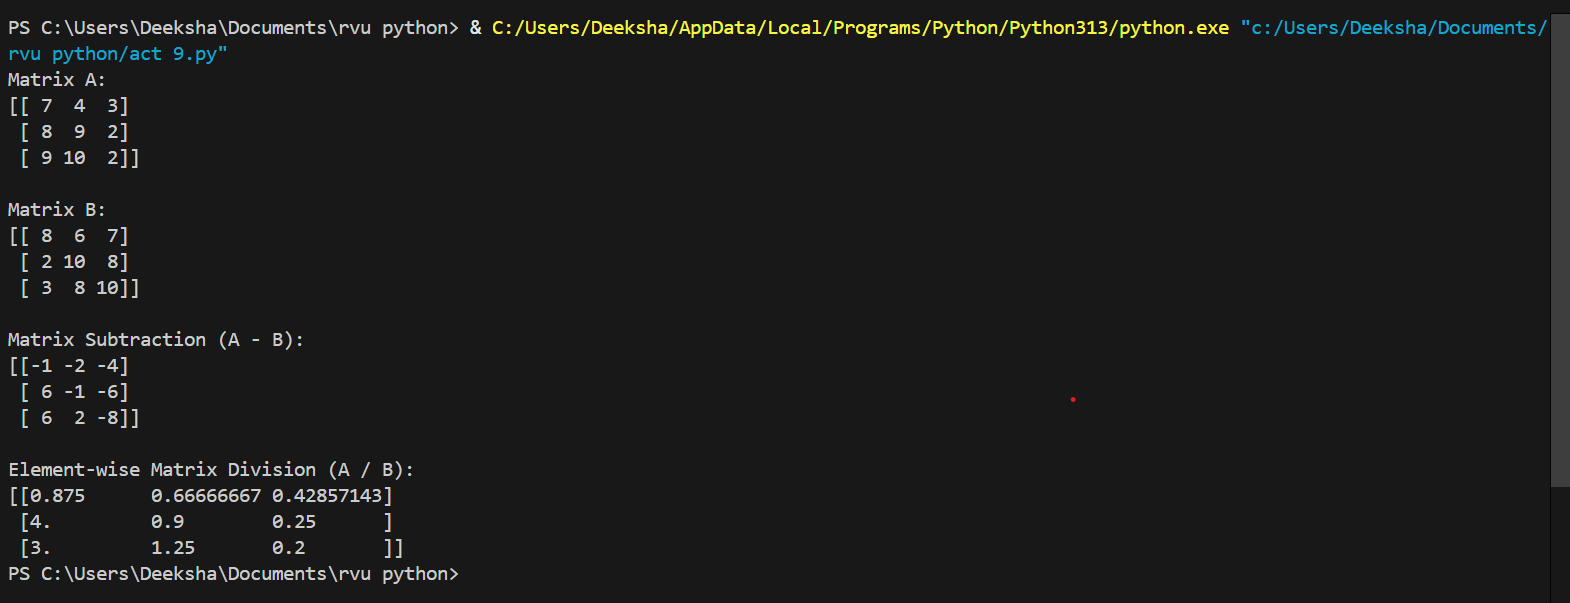 PS C:\Users\Deeksha\Documents\rvu python> & C:/Users/Deeksha/AppData/Local/Programs/Python/Python313/python.exe "c:/Users/Deeksha/Documents/
rvu python/act 9.py"
Matrix A:
[[ 7  4  3]
 [ 8  9  2]
 [ 9 10  2]]

Matrix B:
[[ 8  6  7]
 [ 2 10  8]
 [ 3  8 10]]

Matrix Subtraction (A - B):
[[-1 -2 -4]
 [ 6 -1 -6]
 [ 6  2 -8]]

Element-wise Matrix Division (A / B):
[[0.875      0.66666667 0.42857143]
 [4.         0.9        0.25      ]
 [3.         1.25       0.2       ]]
PS C:\Users\Deeksha\Documents\rvu python>